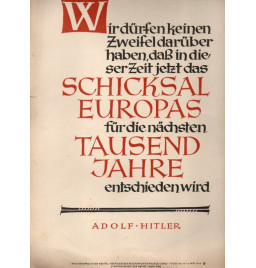 Wir dürfen keinen
Zweifel darüber
haben, daß in die-
ser Zeit jetzt das
SCHICKSAL
EUROPAS
für die nächsten
TAUSEND
JAHRE
entschieden wird
ADOLF·HITLER